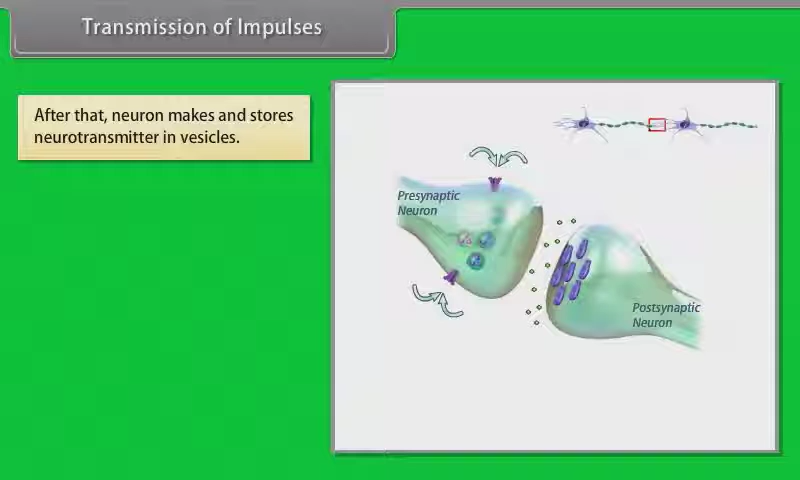 Transmission of Impulses
After that, neuron makes and stores
neurotransmitter in vesicles.
Presynaptic
Neuron
Postsynaptic
Neuron